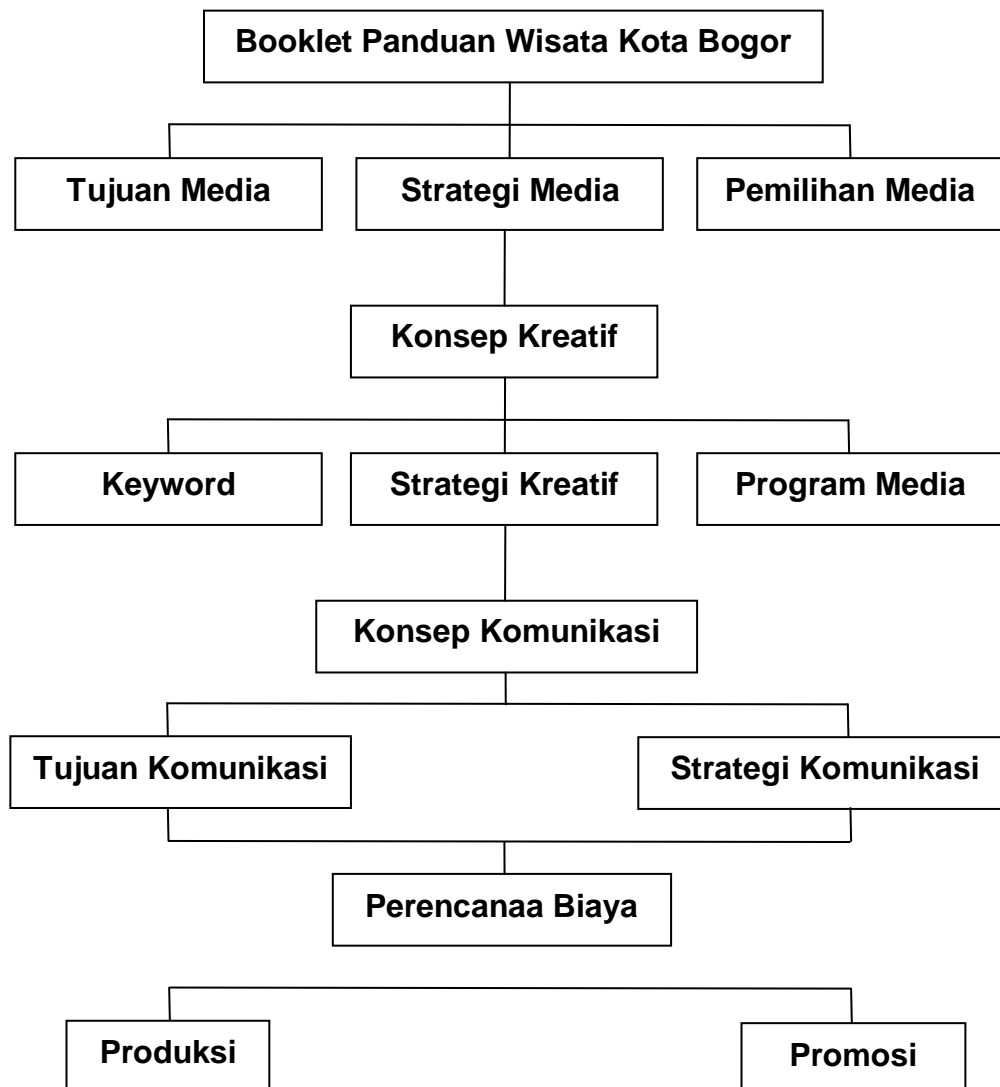 Booklet Panduan Wisata Kota Bogor
Tujuan Media
Strategi Media
Pemilihan Media
Konsep Kreatif
Keyword
Strategi Kreatif
Program Media
Konsep Komunikasi
Tujuan Komunikasi
Strategi Komunikasi
Perencanaa Biaya
Produksi
Promosi